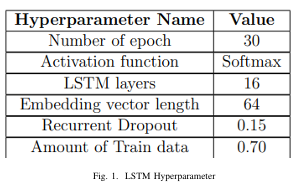 Hyperparameter Name Value
Number of epoch 30
Activation function Softmax
LSTM layers 16
Embedding vector length 64
Recurrent Dropout 0.15
Amount of Train data 0.70
Fig. 1. LSTM Hyperparameter